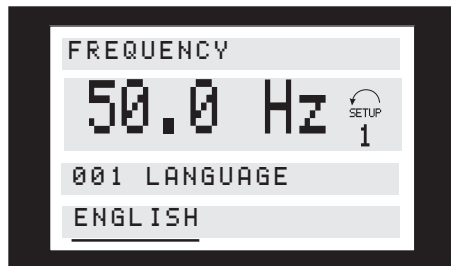 FREQUENCY
50.0 Hz
SETUP
1
001 LANGUAGE
ENGLISH